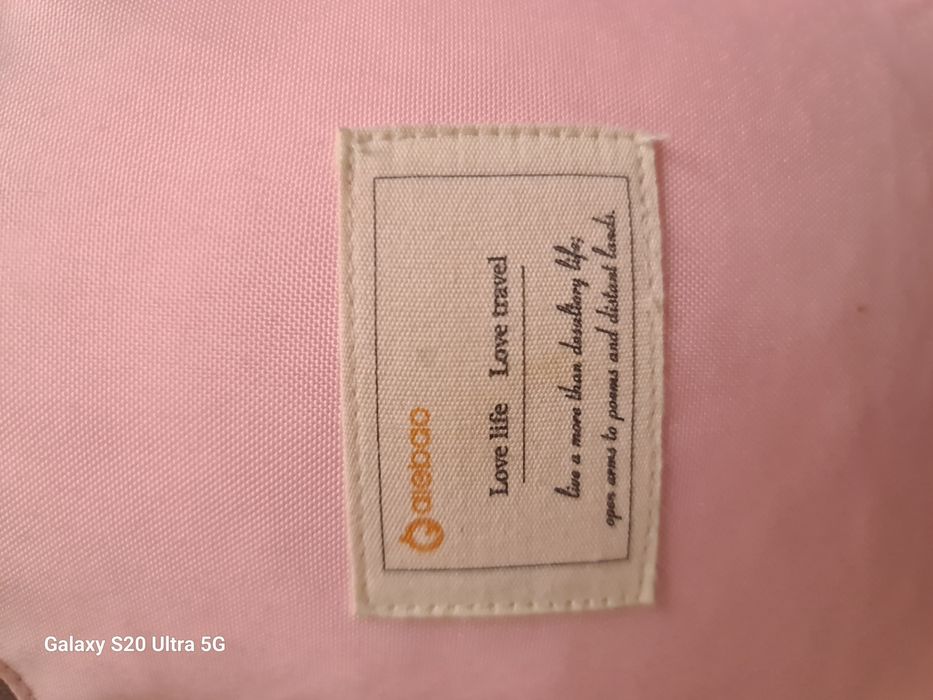 aiebao
Love life Love travel
live a more than desultory life;
open arms to poems and distant lands.
Galaxy S20 Ultra 5G